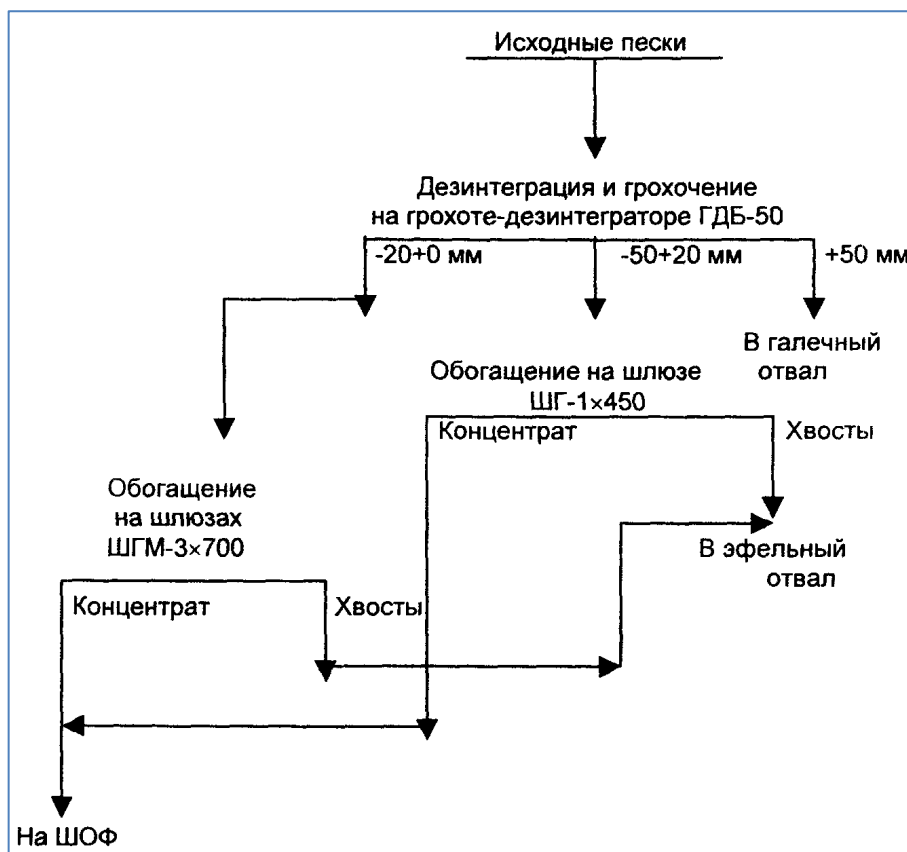 Исходные пески
Дезинтеграция и грохочение
на грохоте-дезинтеграторе ГДБ-50
-20+0 мм
-50+20 мм
+50 мм
В галечный
отвал
Обогащение на шлюзе
ШГ-1×450
Концентрат
Хвосты
Обогащение
на шлюзах
ШГМ-3×700
В эфельный
отвал
Концентрат
Хвосты
На ШОФ